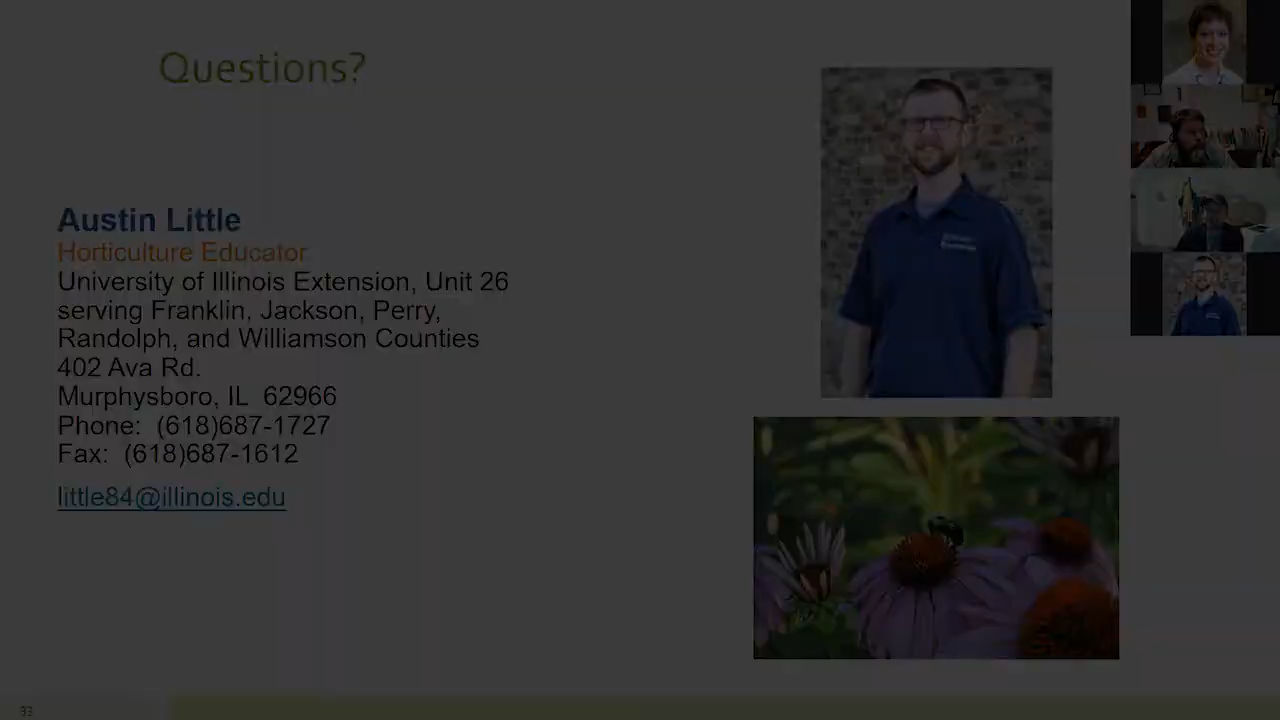 Questions?
Austin Little
Horticulture Educator
University of Illinois Extension, Unit 26
serving Franklin, Jackson, Perry,
Randolph, and Williamson Counties
402 Ava Rd.
Murphysboro, IL  62966
Phone:  (618)687-1727
Fax:  (618)687-1612
little84@illinois.edu
33